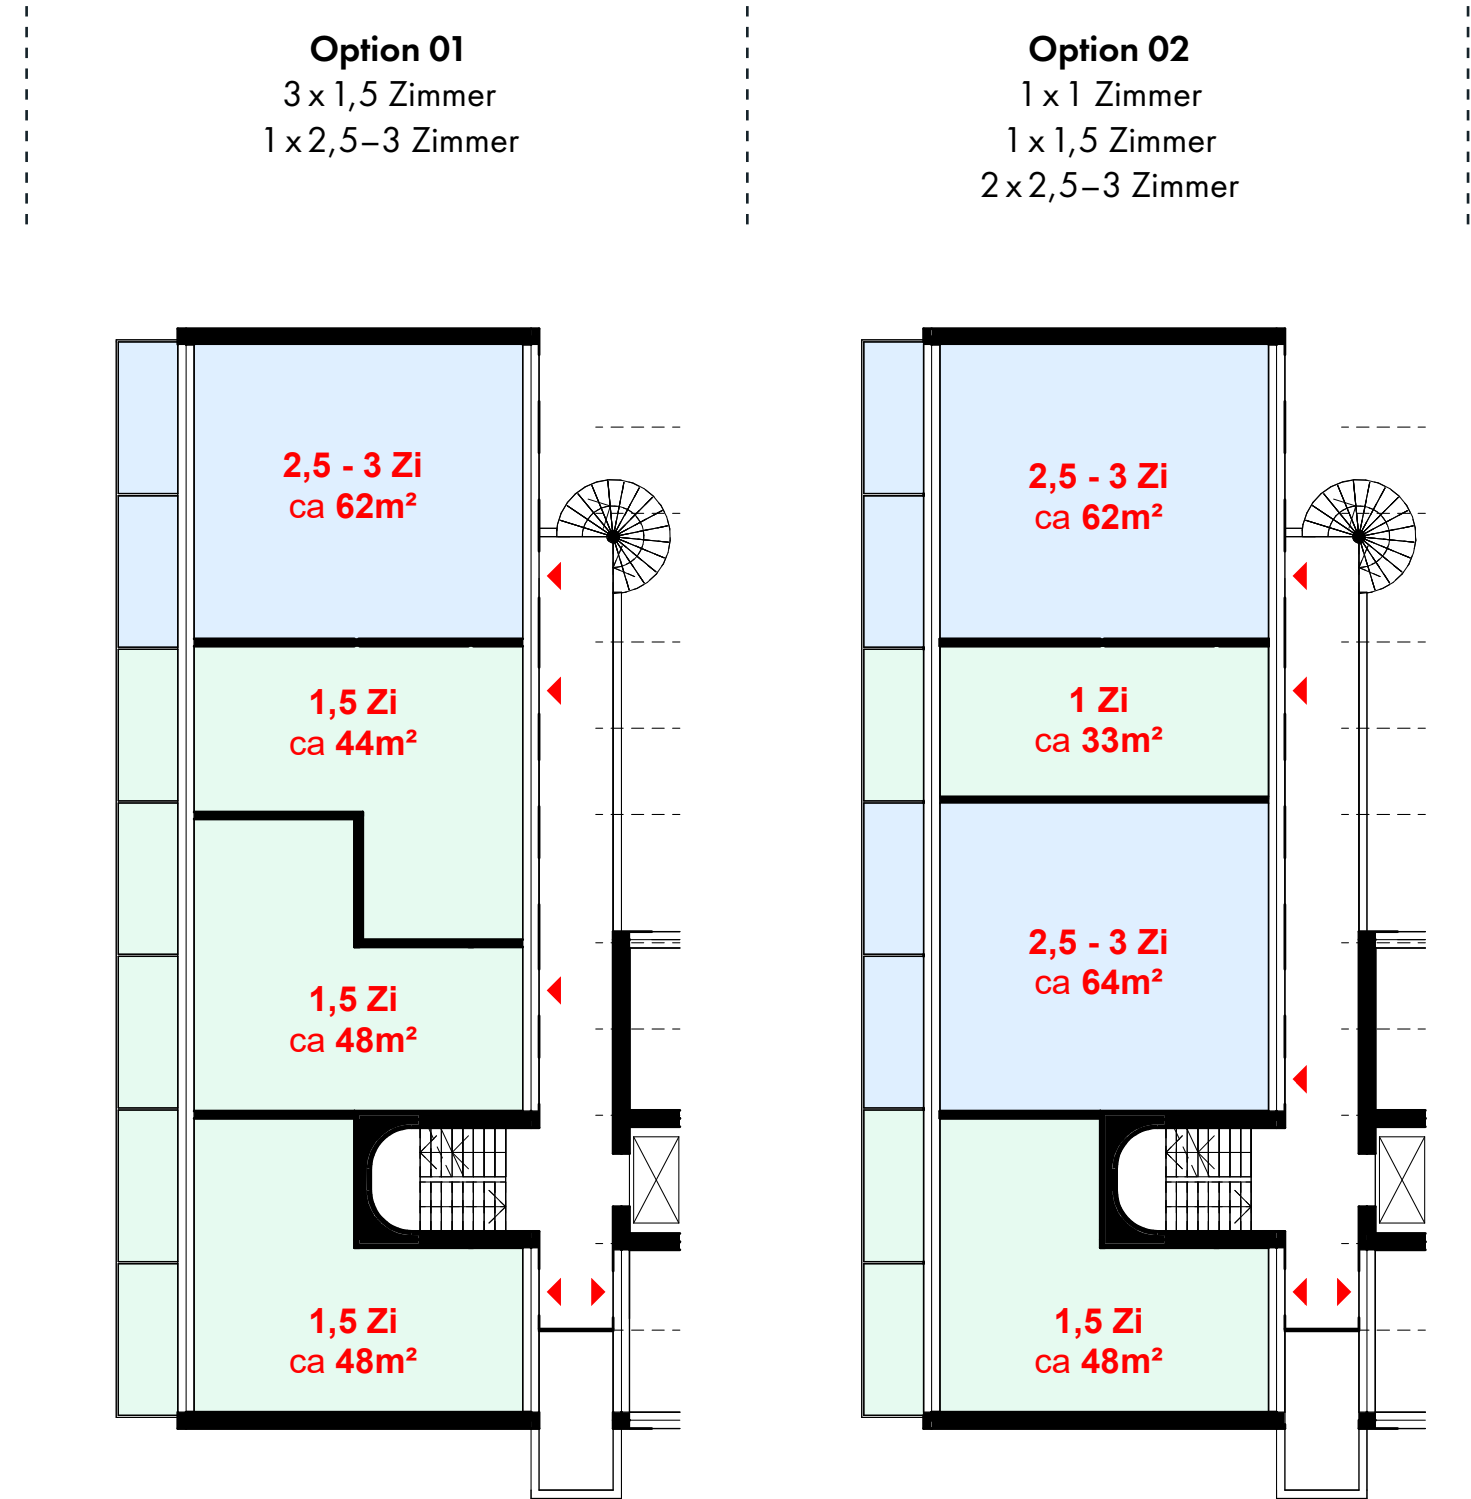 Option 01
3 x 1,5 Zimmer
1 x 2,5–3 Zimmer
Option 02
1 x 1 Zimmer
1 x 1,5 Zimmer
2 x 2,5–3 Zimmer
2,5 - 3 Zi
ca 62m²
1,5 Zi
ca 44m²
1,5 Zi
ca 48m²
1,5 Zi
ca 48m²
2,5 - 3 Zi
ca 62m²
1 Zi
ca 33m²
2,5 - 3 Zi
ca 64m²
1,5 Zi
ca 48m²